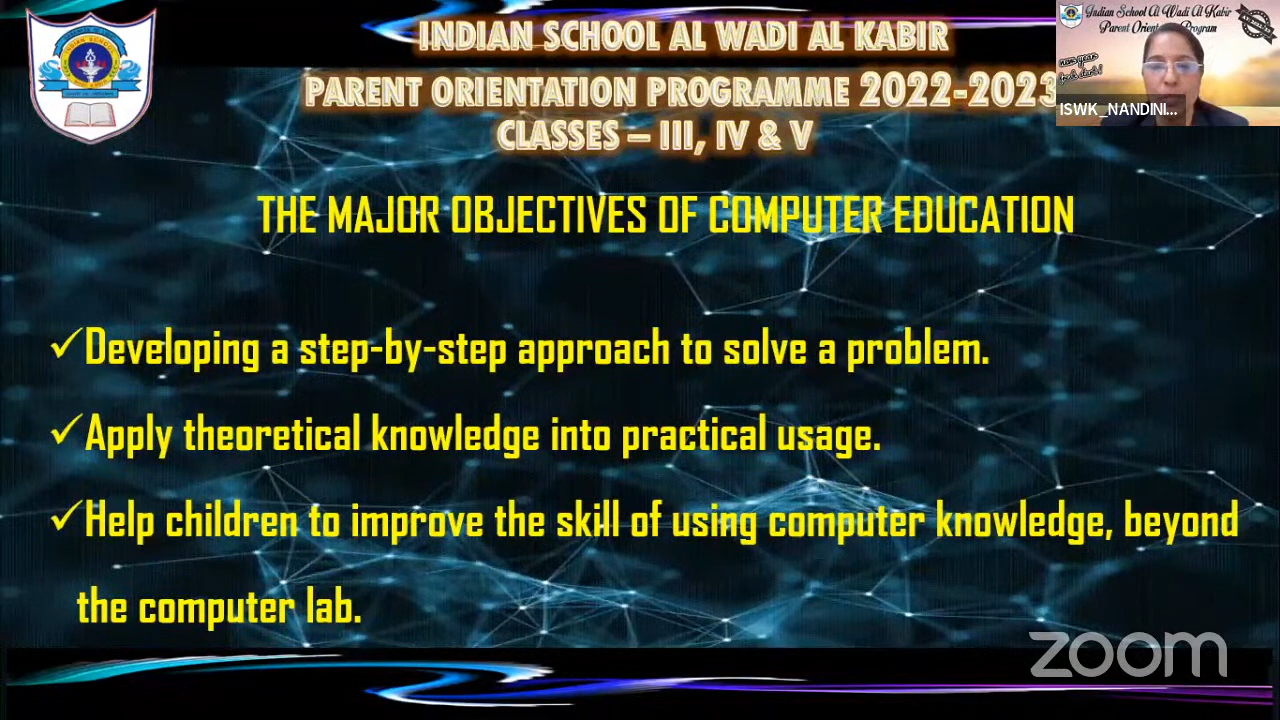 INDIAN SCHOOL AL WADI AL KABIR
PARENT ORIENTATION PROGRAMME 2022-2023
CLASSES – III, IV & V
Indian School Al Wadi Al Kabir
Parent Orientation Program
ISWK_NANDINI...
THE MAJOR OBJECTIVES OF COMPUTER EDUCATION
✓Developing a step-by-step approach to solve a problem.
✓Apply theoretical knowledge into practical usage.
✓Help children to improve the skill of using computer knowledge, beyond
the computer lab.
zoom